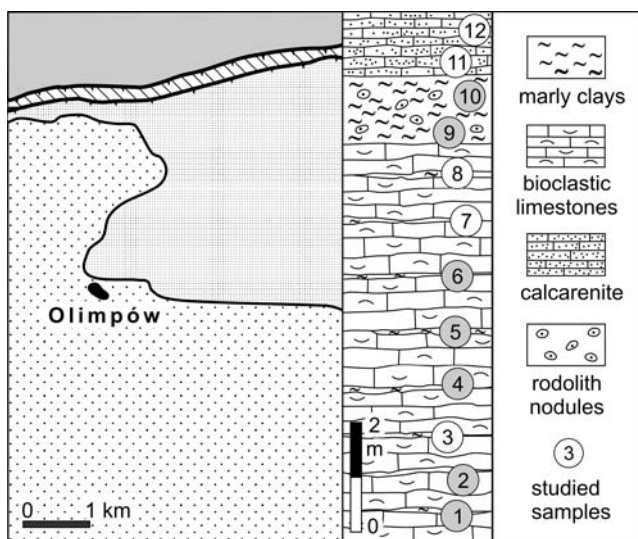 Olimpów
0 1 km
12
11
10
9
8
7
6
5
4
3
2
1
2
m
0
marly clays
bioclastic
limestones
calcarenite
rodolith
nodules
3
studied
samples